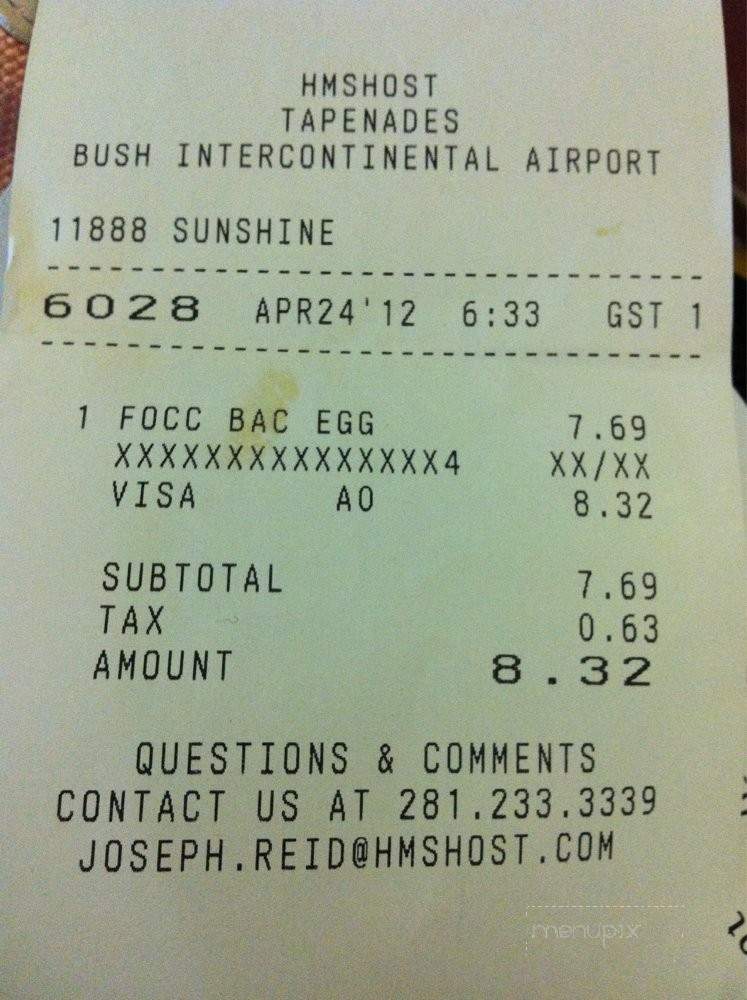 HMSHOST
TAPENADES
BUSH INTERCONTINENTAL AIRPORT
11888 SUNSHINE
--------------------------------
6028 APR24'12 6:33 GST 1
--------------------------------
1 FOCC BAC EGG 7.69
XXXXXXXXXXXXXXX4 XX/XX
VISA AO 8.32
SUBTOTAL 7.69
TAX 0.63
AMOUNT 8.32
QUESTIONS & COMMENTS
CONTACT US AT 281.233.3339
JOSEPH.REID@HMSHOST.COM
menupix